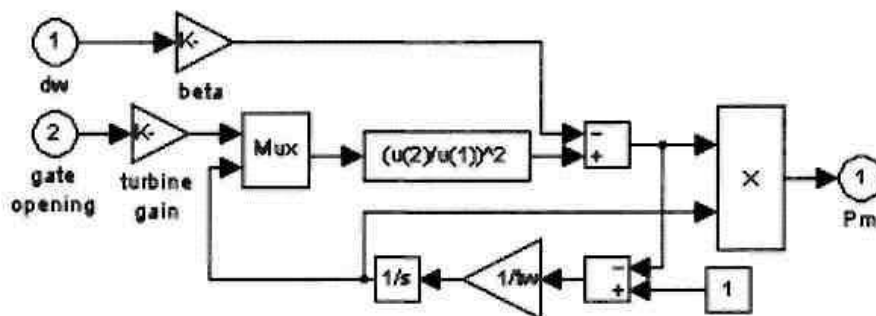 1
dw
K-
beta
2
gate
opening
K-
turbine
gain
Mux
(u(2)/u(1))^2
-
+
X
1
Pm
1/s
1/tw
-
+
1